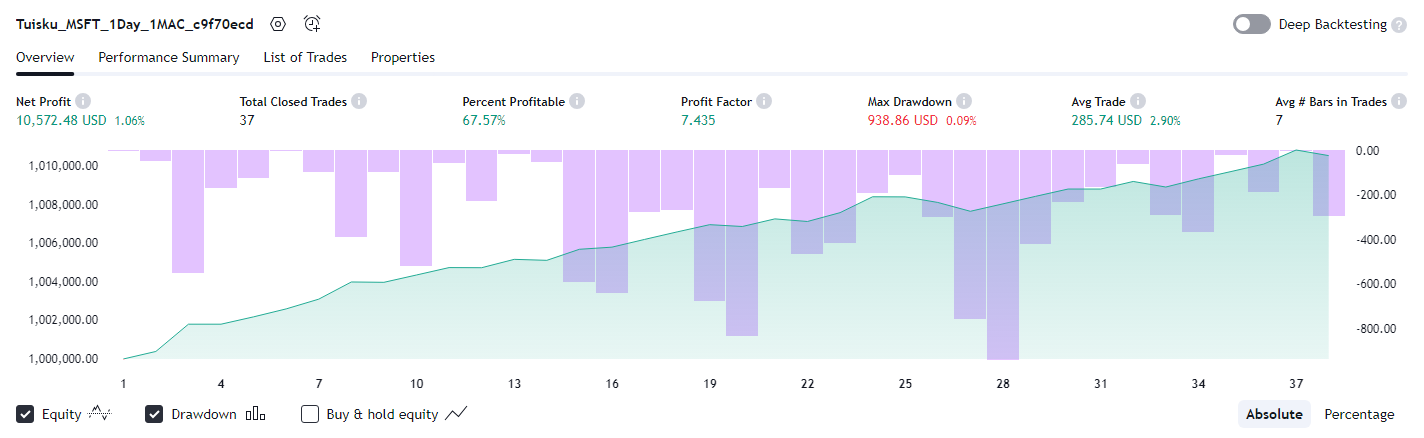 Tuisku_MSFT_1Day_1MAC_c9f70ecd Deep Backtesting ?
Overview Performance Summary List of Trades Properties
Net Profit i Total Closed Trades i Percent Profitable i Profit Factor i Max Drawdown i Avg Trade i Avg # Bars in Trades i
10,572.48 USD 1.06% 37 67.57% 7.435 938.86 USD 0.09% 285.74 USD 2.90% 7
0.00
1,010,000.00
-200.00
1,008,000.00
-400.00
1,006,000.00
1,004,000.00 -600.00
1,002,000.00
-800.00
1,000,000.00
1 4 7 10 13 16 19 22 25 28 31 34 37
Equity Drawdown Buy & hold equity Absolute Percentage